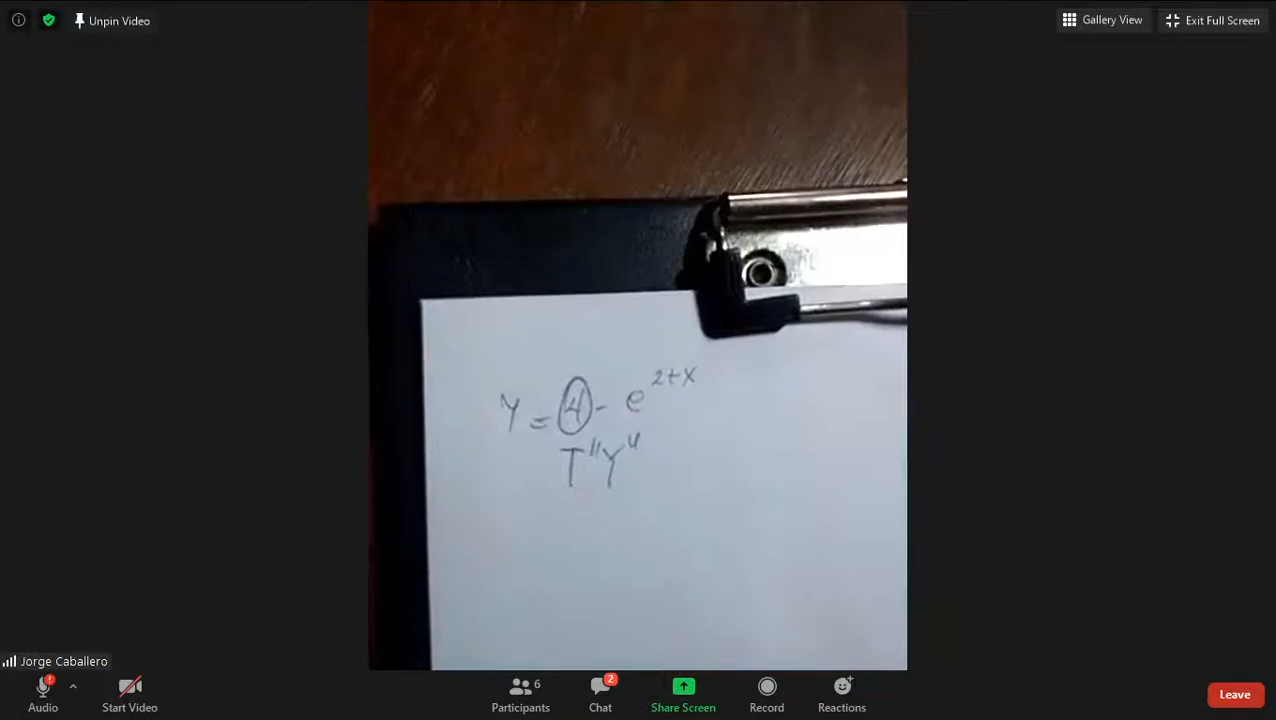 Unpin Video
Gallery View
Exit Full Screen
Y = 4 - e^2+x
T"Y"
Jorge Caballero
Audio
Start Video
6
Participants
2
Chat
Share Screen
Record
Reactions
Leave